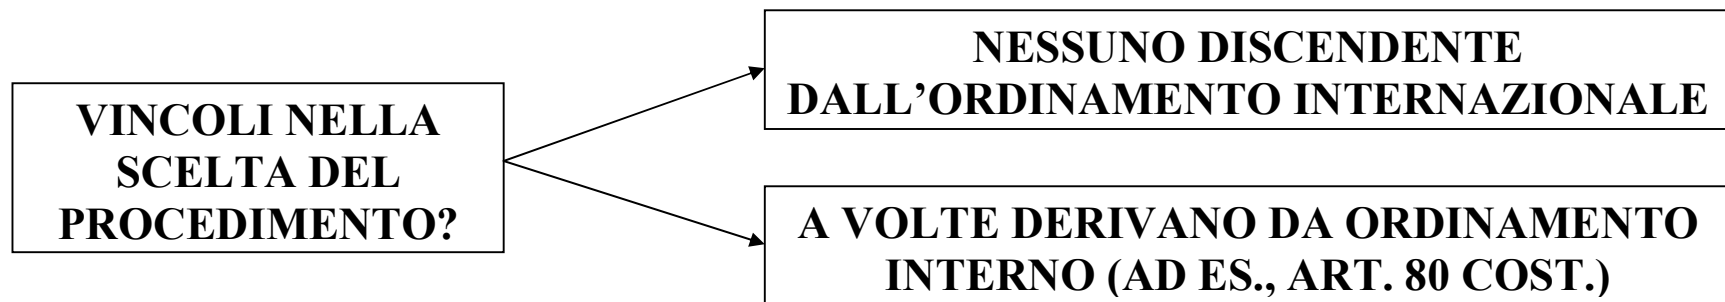 VINCOLI NELLA
SCELTA DEL
PROCEDIMENTO?
NESSUNO DISCENDENTE
DALL’ORDINAMENTO INTERNAZIONALE
A VOLTE DERIVANO DA ORDINAMENTO
INTERNO (AD ES., ART. 80 COST.)